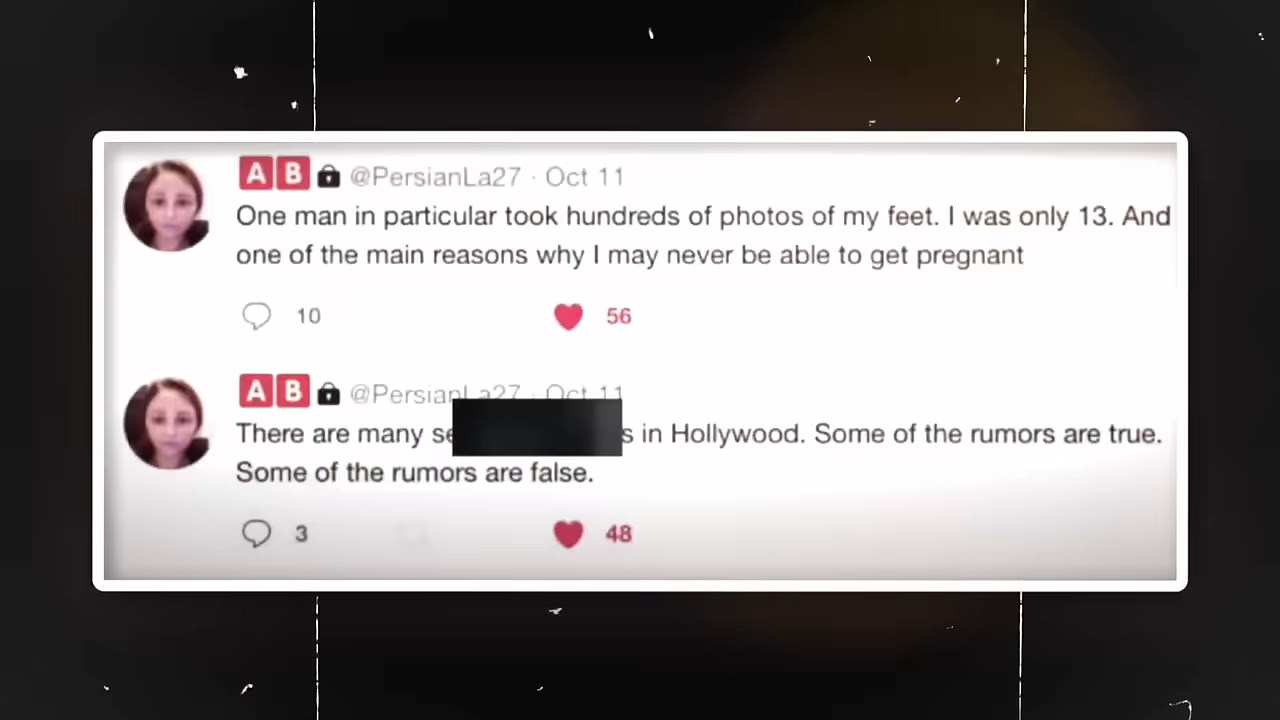 AB @PersianLa27 · Oct 11
One man in particular took hundreds of photos of my feet. I was only 13. And
one of the main reasons why I may never be able to get pregnant
10 56
AB @PersianLa27 · Oct 11
There are many in Hollywood. Some of the rumors are true.
Some of the rumors are false.
3 48